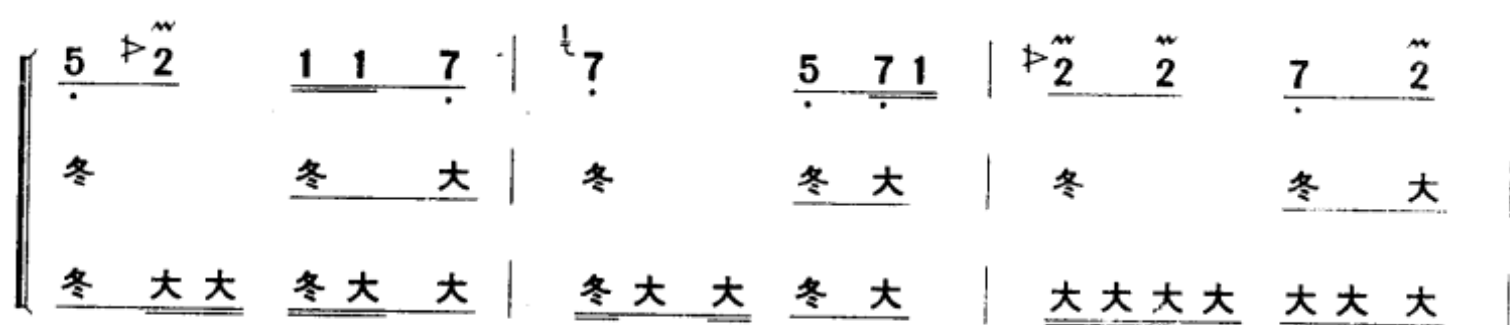 5 2 1 1 7 | 7 5 7 1 | 2 2 7 2
冬 冬 大 | 冬 冬 大 | 冬 冬 大 |
冬 大 大 冬 大 大 | 冬 大 大 冬 大 | 大 大 大 大 大 大 大 |